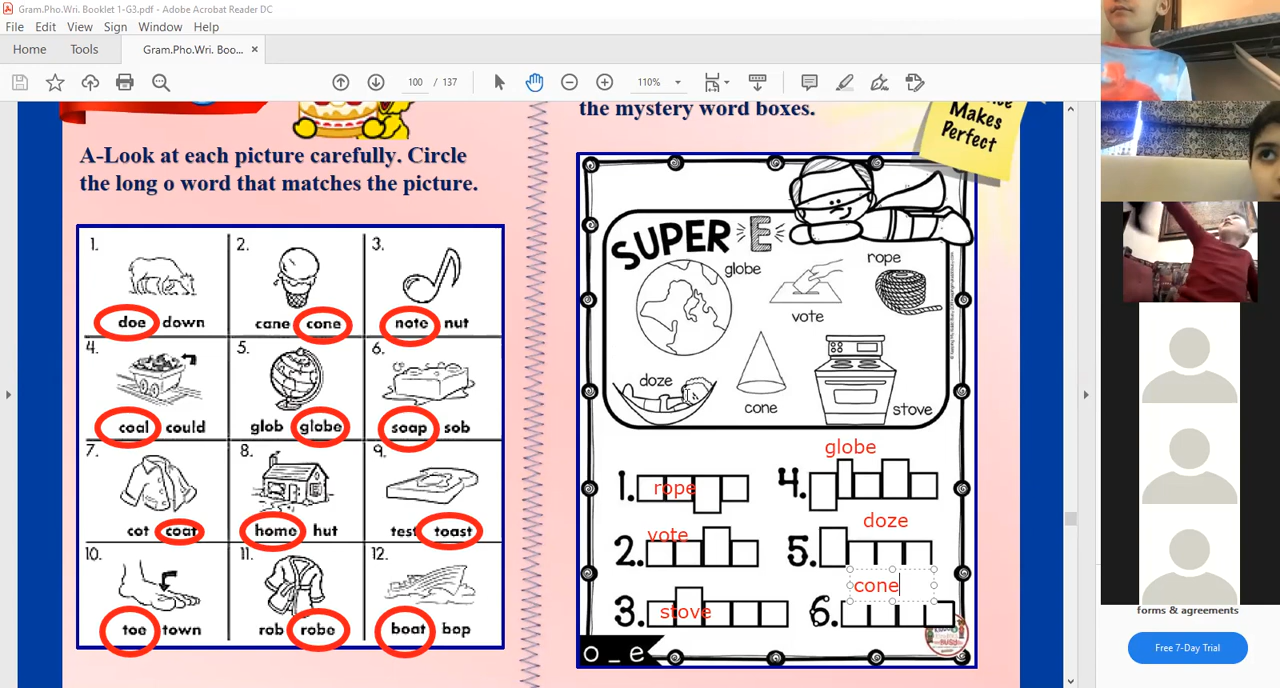 Gram.Pho.Wri. Booklet 1-G3.pdf - Adobe Acrobat Reader DC
File Edit View Sign Window Help
Home Tools Gram.Pho.Wri. Boo... ×
100 / 137 110%
the mystery word boxes.
Makes
Perfect
A-Look at each picture carefully. Circle
the long o word that matches the picture.
1. 2. 3.
doe down cane cone note nut
4. 5. 6.
coal could glob globe soap sob
7. 8. 9.
cot coat home hut test toast
10. 11. 12.
toe town rob robe boat bop
SUPER E
globe rope
vote
doze cone stove
globe
1. rope 4.
doze
2. vote 5.
cone
3. stove 6.
o_e
forms & agreements
Free 7-Day Trial